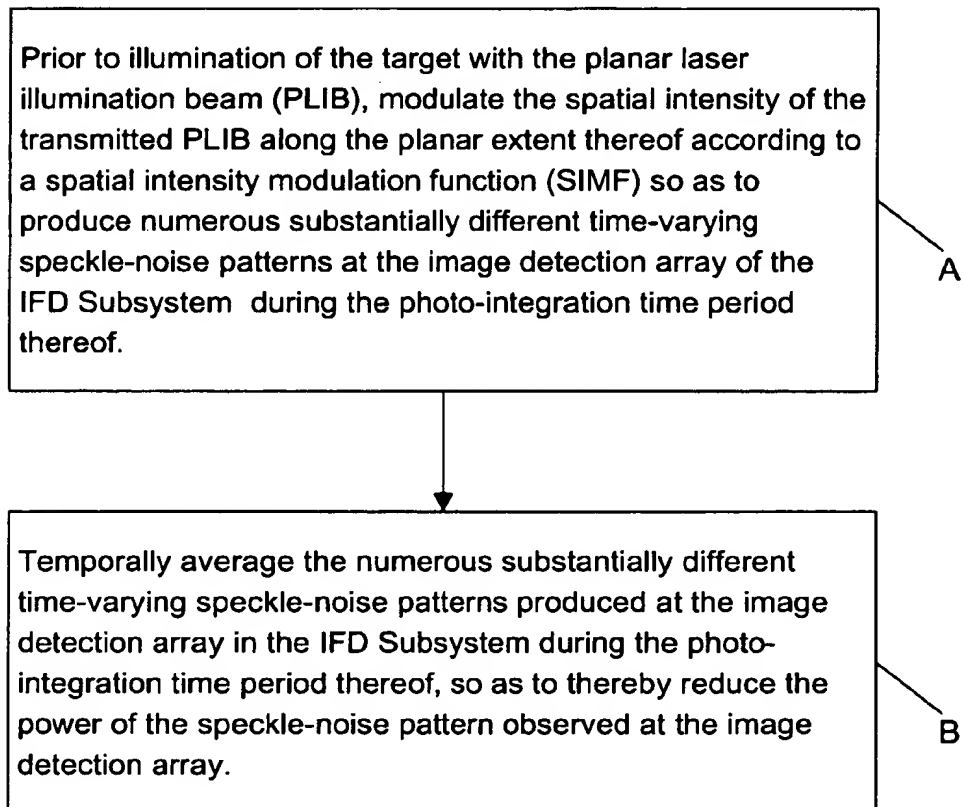 Prior to illumination of the target with the planar laser
illumination beam (PLIB), modulate the spatial intensity of the
transmitted PLIB along the planar extent thereof according to
a spatial intensity modulation function (SIMF) so as to
produce numerous substantially different time-varying
speckle-noise patterns at the image detection array of the
IFD Subsystem during the photo-integration time period
thereof.
A
Temporally average the numerous substantially different
time-varying speckle-noise patterns produced at the image
detection array in the IFD Subsystem during the photo-
integration time period thereof, so as to thereby reduce the
power of the speckle-noise pattern observed at the image
detection array.
B